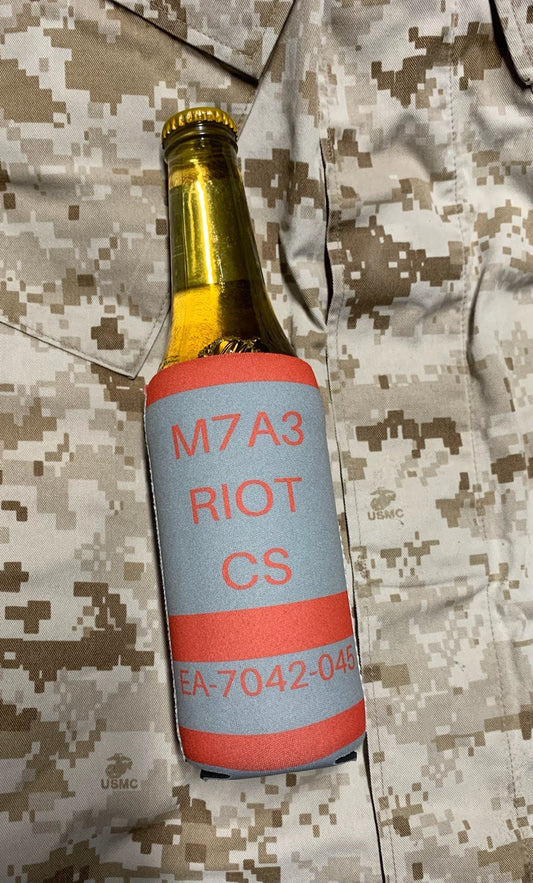 M7A3
RIOT
CS
EA-7042-045
USMC
USMC